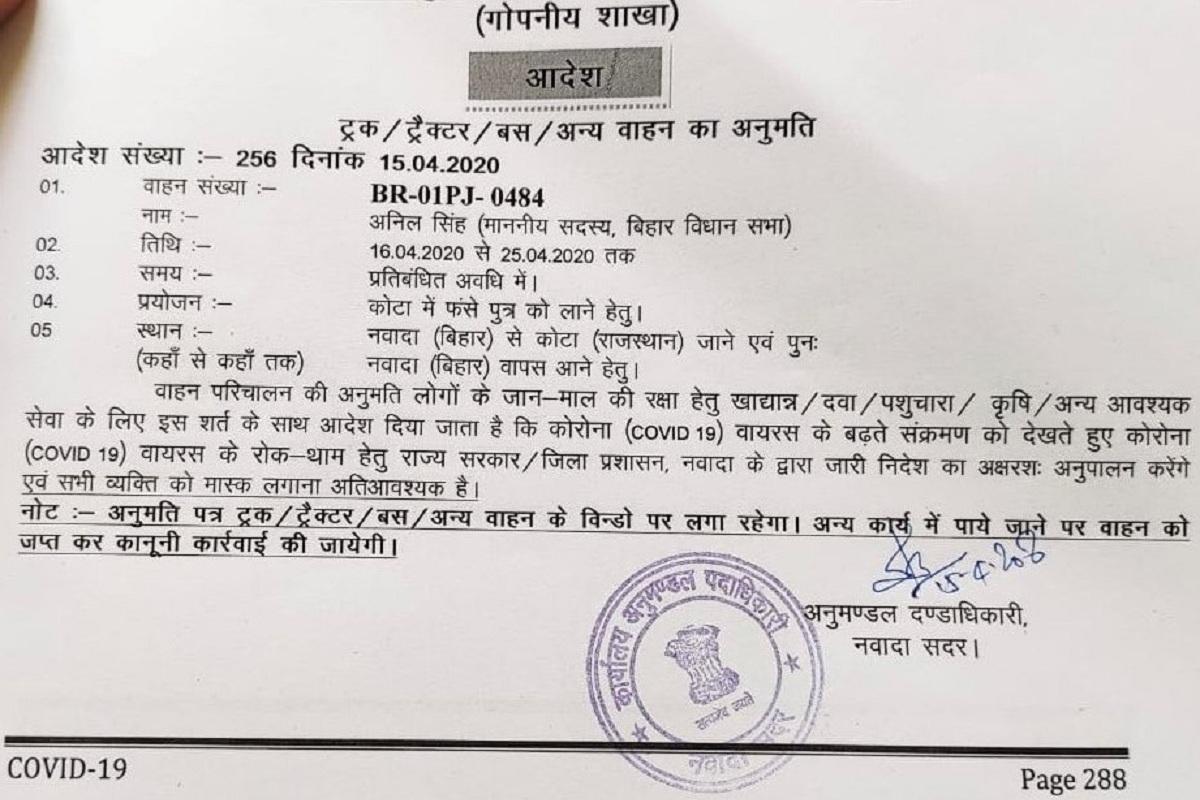 (गोपनीय शाखा)
आदेश
ट्रक/ट्रैक्टर/बस/अन्य वाहन का अनुमति
आदेश संख्या :– 256 दिनांक 15.04.2020
01. वाहन संख्या :– BR-01PJ- 0484
नाम :– अनिल सिंह (माननीय सदस्य, बिहार विधान सभा)
02. तिथि :– 16.04.2020 से 25.04.2020 तक
03. समय :– प्रतिबंधित अवधि में।
04. प्रयोजन :– कोटा में फंसे पुत्र को लाने हेतु।
05 स्थान :– नवादा (बिहार) से कोटा (राजस्थान) जाने एवं पुनः
(कहाँ से कहाँ तक) नवादा (बिहार) वापस आने हेतु।
वाहन परिचालन की अनुमति लोगों के जान–माल की रक्षा हेतु खाद्यान्न/दवा/पशुचारा/ कृषि/अन्य आवश्यक
सेवा के लिए इस शर्त के साथ आदेश दिया जाता है कि कोरोना (COVID 19) वायरस के बढ़ते संक्रमण को देखते हुए कोरोना
(COVID 19) वायरस के रोक–थाम हेतु राज्य सरकार/जिला प्रशासन, नवादा के द्वारा जारी निदेश का अक्षरशः अनुपालन करेंगे
एवं सभी व्यक्ति को मास्क लगाना अतिआवश्यक है।
नोट :– अनुमति पत्र ट्रक/ट्रैक्टर/बस/अन्य वाहन के विन्डो पर लगा रहेगा। अन्य कार्य में पाये जाने पर वाहन को
जप्त कर कानूनी कार्रवाई की जायेगी।
अनुमण्डल दण्डाधिकारी,
नवादा सदर।
कार्यालय अनुमण्डल पदाधिकारी
सत्यमेव जयते
नवादा सदर
COVID-19
Page 288